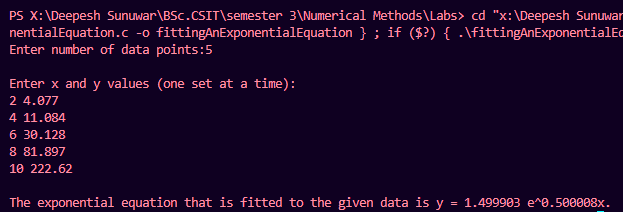 PS X:\Deepesh Sunuwar\BSc.CSIT\semester 3\Numerical Methods\Labs> cd "x:\Deepesh Sunuwar
nentialEquation.c -o fittingAnExponentialEquation } ; if ($?) { .\fittingAnExponentialEq
Enter number of data points:5
Enter x and y values (one set at a time):
2 4.077
4 11.084
6 30.128
8 81.897
10 222.62
The exponential equation that is fitted to the given data is y = 1.499903 e^0.500008x.